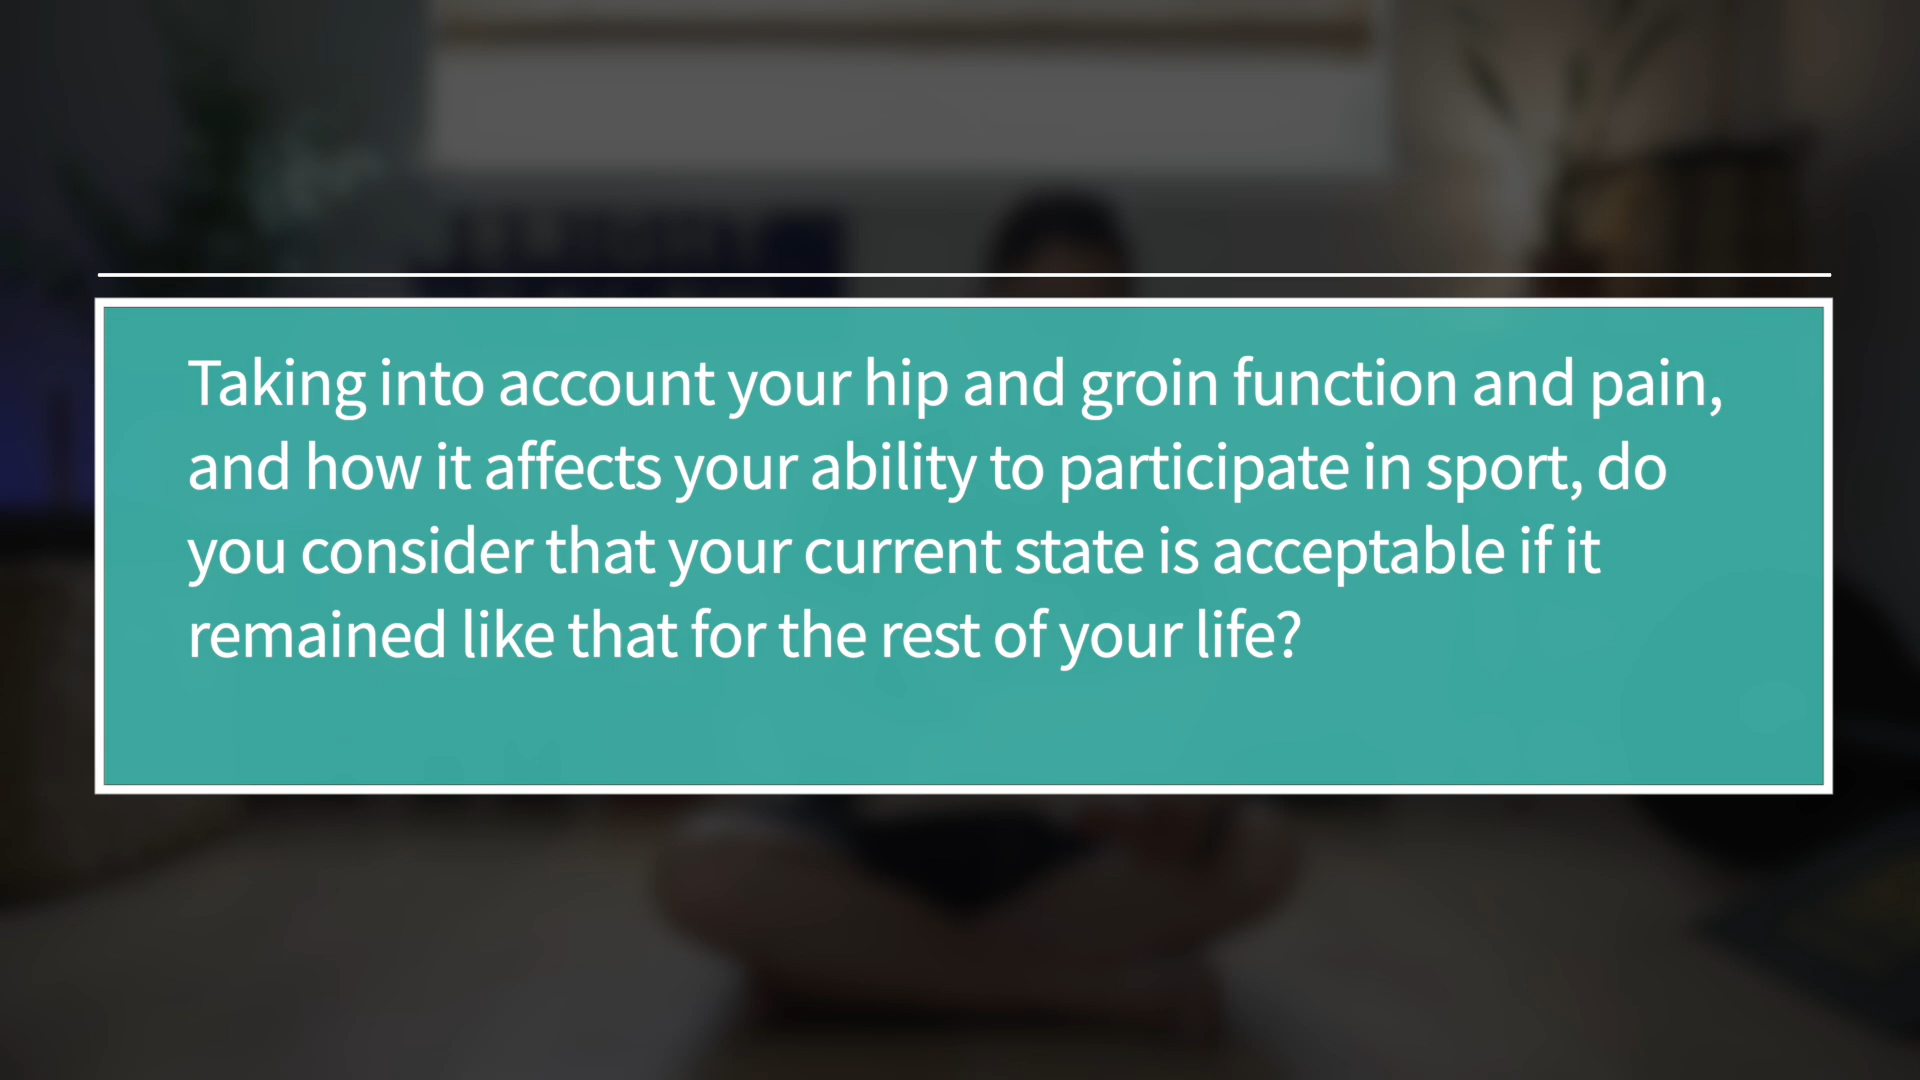 Taking into account your hip and groin function and pain,
and how it affects your ability to participate in sport, do
you consider that your current state is acceptable if it
remained like that for the rest of your life?